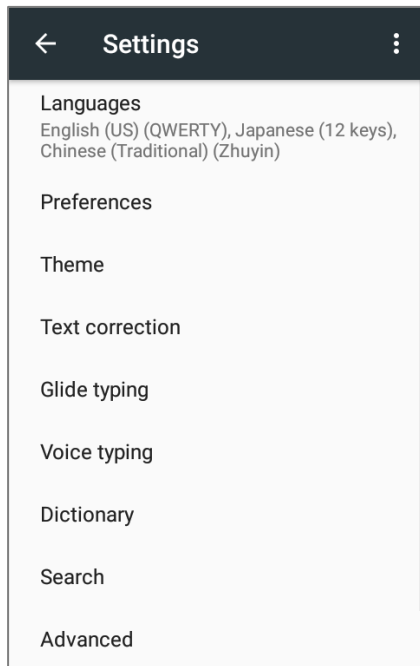 Settings
Languages
English (US) (QWERTY), Japanese (12 keys),
Chinese (Traditional) (Zhuyin)
Preferences
Theme
Text correction
Glide typing
Voice typing
Dictionary
Search
Advanced